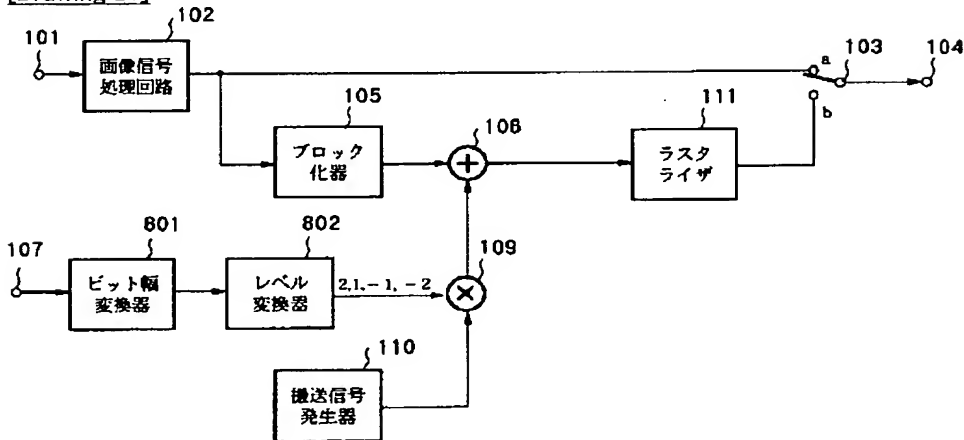 102
101
画像信号
処理回路
a
103
104
105
106
111
b
ブロック
化器
+
ラスタ
ライザ
801
802
107
109
ビット幅
変換器
レベル
変換器
2,1,-1,-2
×
110
搬送信号
発生器